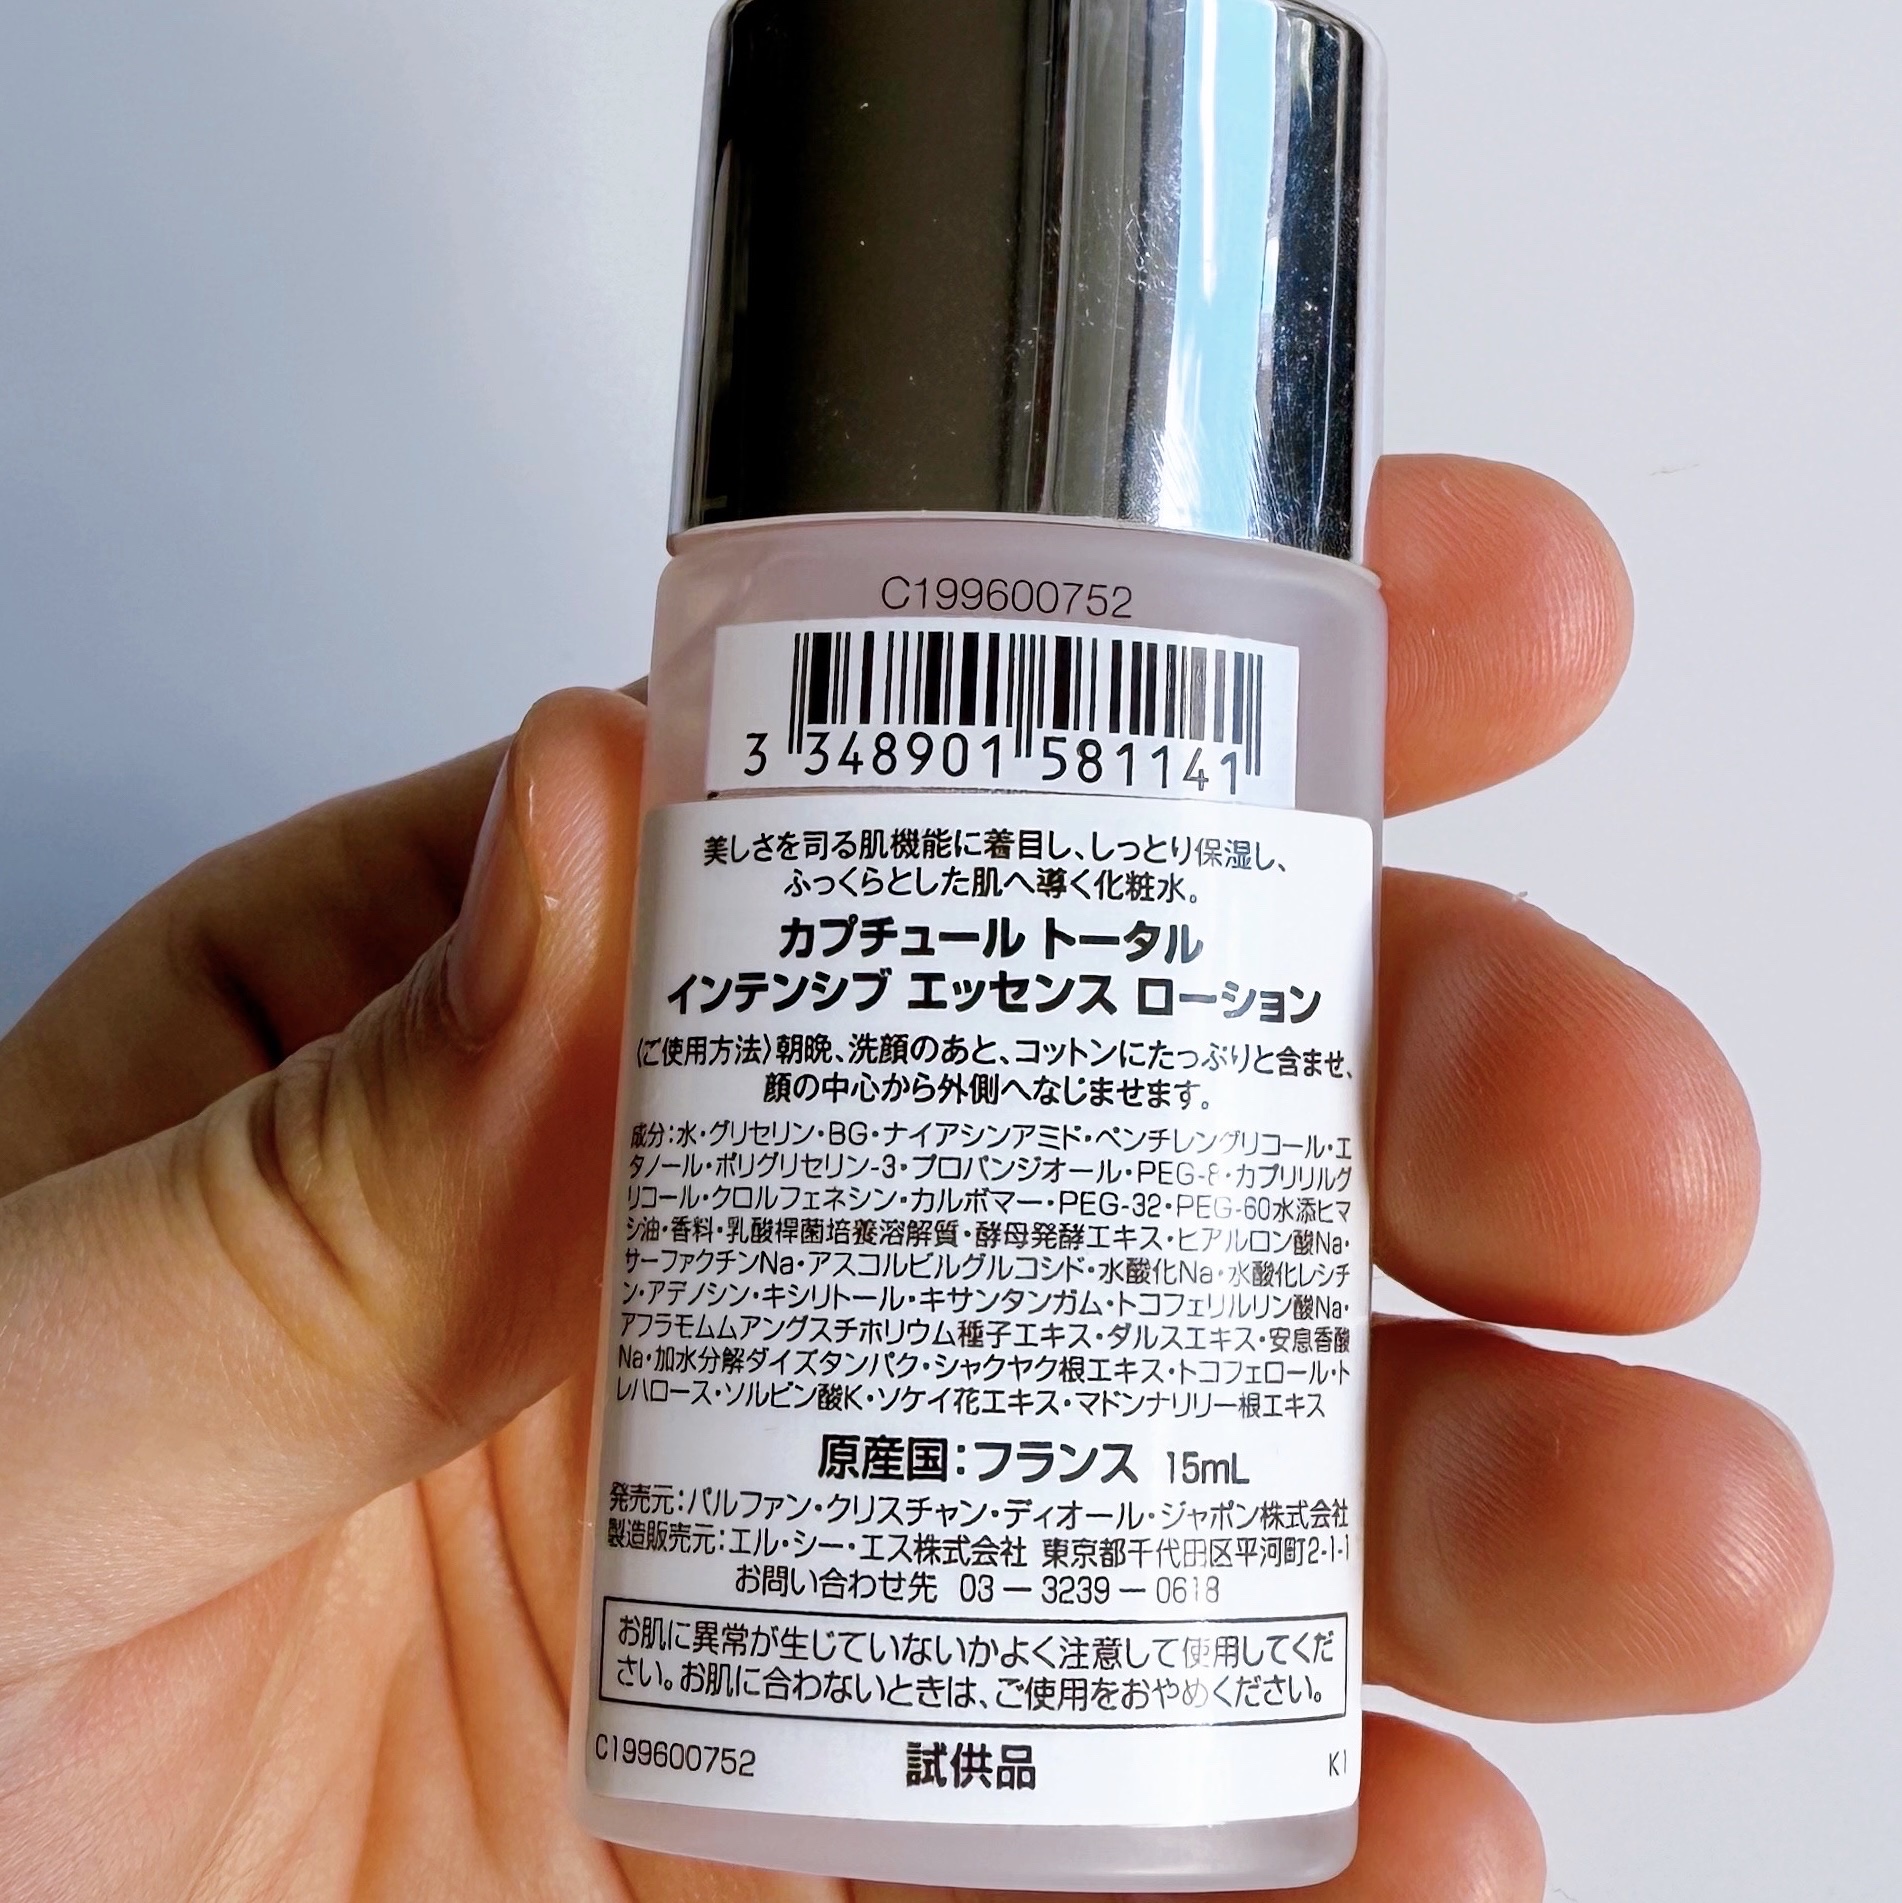 C199600752
3 348901 581141
美しさを司る肌機能に着目し、しっとり保湿し、
ふっくらとした肌へ導く化粧水。
カプチュール トータル
インテンシブ エッセンス ローション
〈ご使用方法〉朝晩、洗顔のあと、コットンにたっぷりと含ませ、
顔の中心から外側へなじませます。
成分：水・グリセリン・BG・ナイアシンアミド・ペンチレングリコール・エ
タノール・ポリグリセリン-3・プロパンジオール・PEG-8・カプリリルグ
リコール・クロルフェネシン・カルボマー・PEG-32・PEG-60水添ヒマ
シ油・香料・乳酸桿菌培養溶解質・酵母発酵エキス・ヒアルロン酸Na・
サーファクチンNa・アスコルビルグルコシド・水酸化Na・水酸化レシチ
ン・アデノシン・キシリトール・キサンタンガム・トコフェリルリン酸Na・
アフラモムムアングスチホリウム種子エキス・ダルスエキス・安息香酸
Na・加水分解ダイズタンパク・シャクヤク根エキス・トコフェロール・ト
レハロース・ソルビン酸K・ソケイ花エキス・マドンナリリー根エキス
原産国：フランス 15mL
発売元：パルファン・クリスチャン・ディオール・ジャポン株式会社
製造販売元：エル・シー・エス株式会社 東京都千代田区平河町2-1-1
お問い合わせ先 03－3239－0618
お肌に異常が生じていないかよく注意して使用してくだ
さい。お肌に合わないときは、ご使用をおやめください。
C199600752 試供品 K1